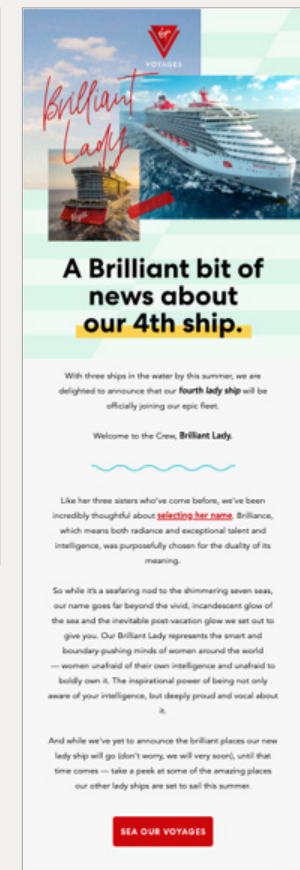 Virgin
VOYAGES
Brilliant
Lady
A Brilliant bit of
news about
our 4th ship.
With three ships in the water by this summer, we are
delighted to announce that our fourth lady ship will be
officially joining our epic fleet.
Welcome to the Crew, Brilliant Lady.
Like her three sisters who've come before, we've been
incredibly thoughtful about selecting her name. Brilliance,
which means both radiance and exceptional talent and
intelligence, was purposefully chosen for the duality of its
meaning.
So while it's a seafaring nod to the shimmering seven seas,
our name goes far beyond the vivid, incandescent glow of
the sea and the inevitable post-vacation glow we set out to
give you. Our Brilliant Lady represents the smart and
boundary-pushing minds of women around the world
— women unafraid of their own intelligence and unafraid to
boldly own it. The inspirational power of being not only
aware of your intelligence, but deeply proud and vocal about
it.
And while we've yet to announce the brilliant places our new
lady ship will go (don't worry, we will very soon), until that
time comes — take a peek at some of the amazing places
our other lady ships are set to sail this summer.
SEA OUR VOYAGES